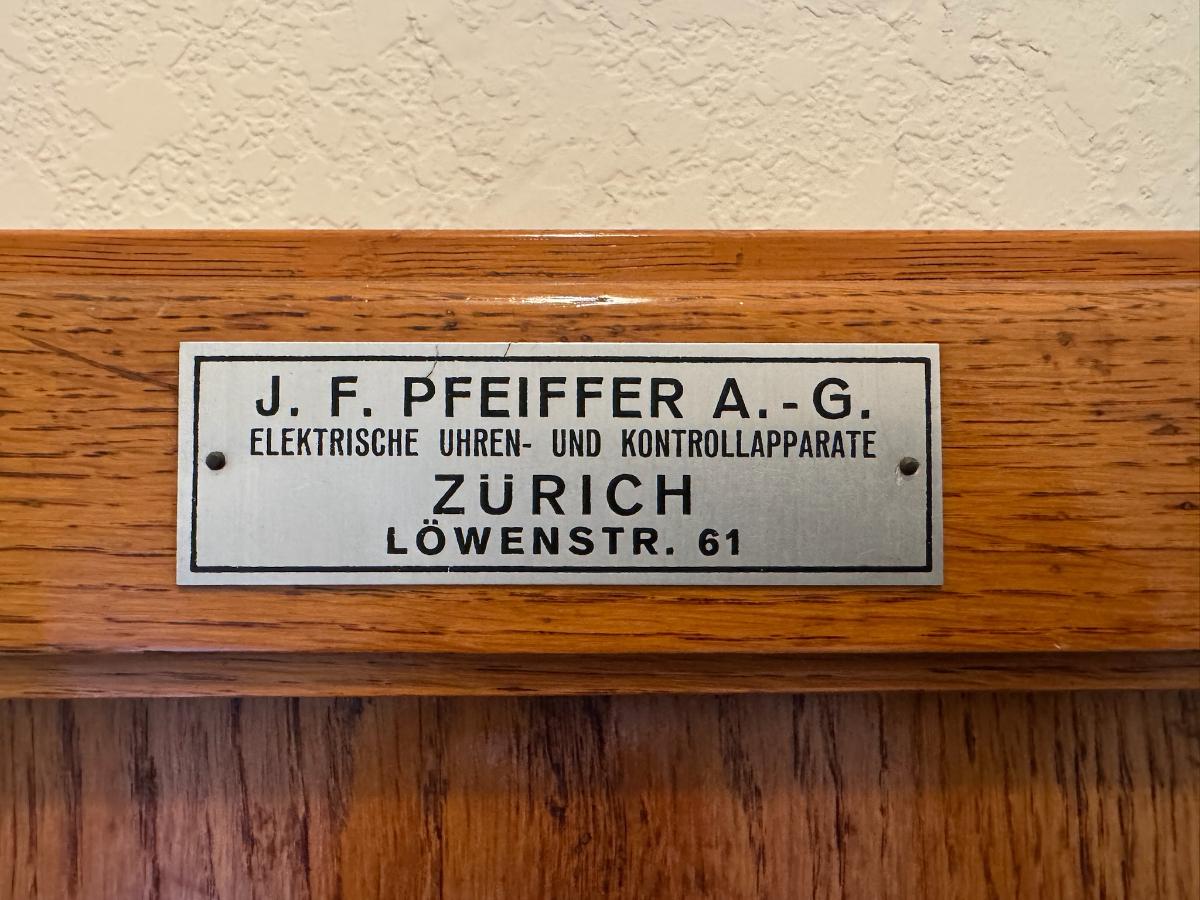 J. F. PFEIFFER A.-G.
ELEKTRISCHE UHREN- UND KONTROLLAPPARATE
ZÜRICH
LÖWENSTR. 61